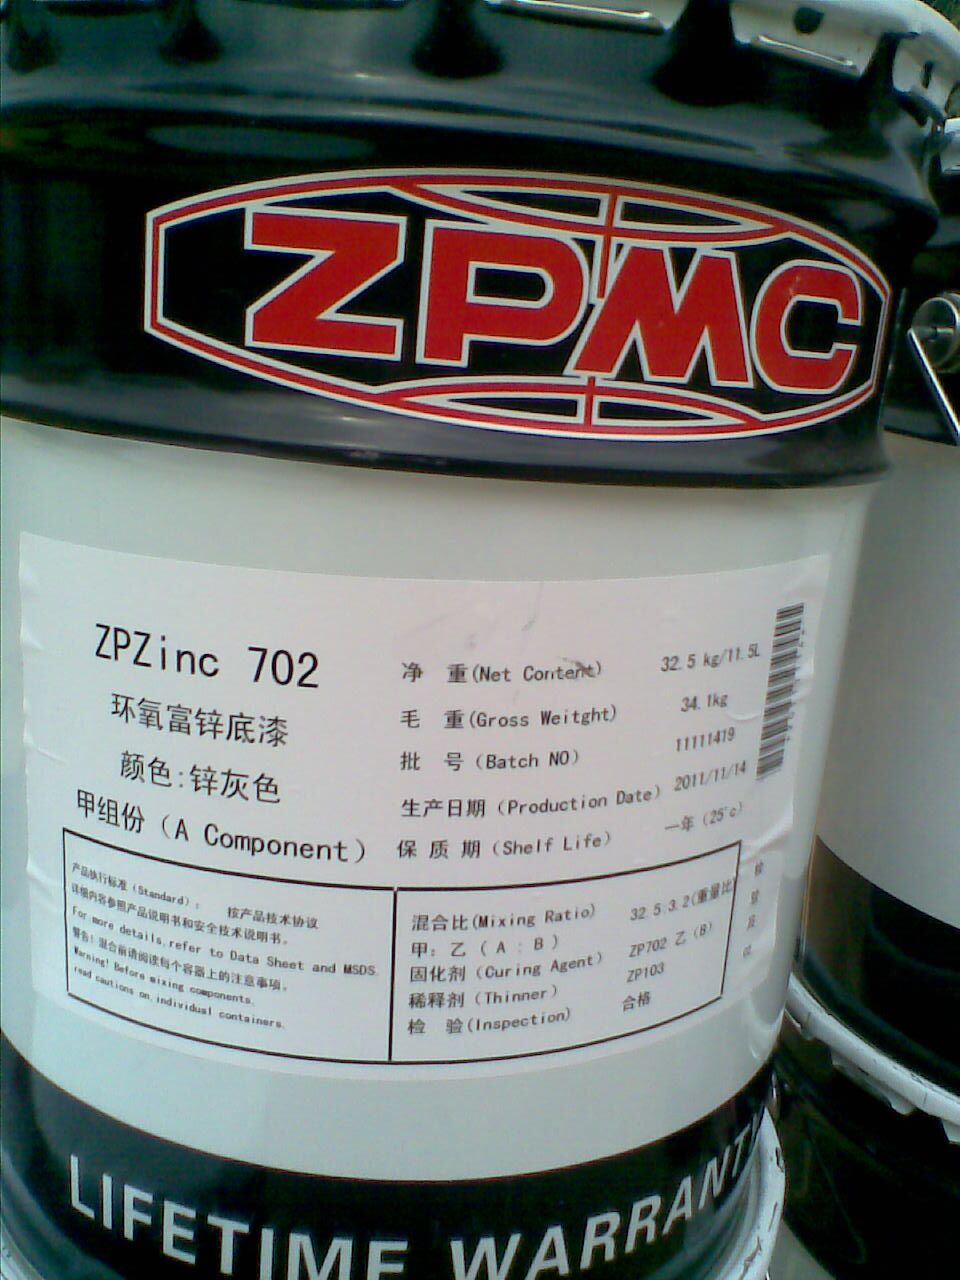 ZPMC
ZPZinc 702
环氧富锌底漆
颜色:锌灰色
甲组份 (A Component)
净 重(Net Content) 32.5 kg/11.5L
毛 重(Gross Weitght) 34.1kg
批 号(Batch NO) 11111419
生产日期(Production Date) 2011/11/14
保 质 期(Shelf Life) 一年(25°c)
产品执行标准(Standard): 按产品技术协议
详细内容参照产品说明书和安全技术说明书。
For more details,refer to Data Sheet and MSDS.
警告!混合前请阅读每个容器上的注意事项。
Warning! Before mixing components.
read cautions on individual containers.
混合比(Mixing Ratio) 32.5:3.2(重量比)
甲: 乙 ( A : B )
固化剂 (Curing Agent) ZP702 乙 (B)
稀释剂 (Thinner) ZP103
检 验(Inspection) 合格
LIFETIME WARRANTY